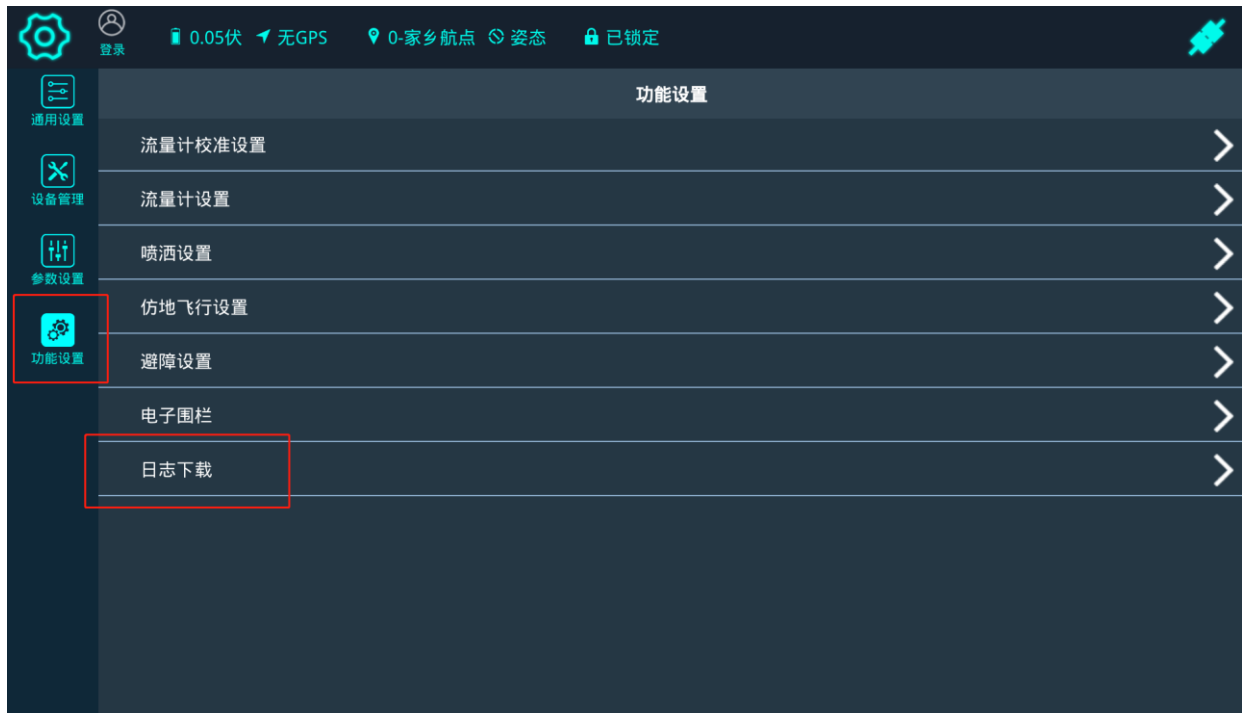 登录 0.05伏 无GPS 0-家乡航点 姿态 已锁定
功能设置
通用设置
设备管理
参数设置
功能设置
流量计校准设置
流量计设置
喷洒设置
仿地飞行设置
避障设置
电子围栏
日志下载